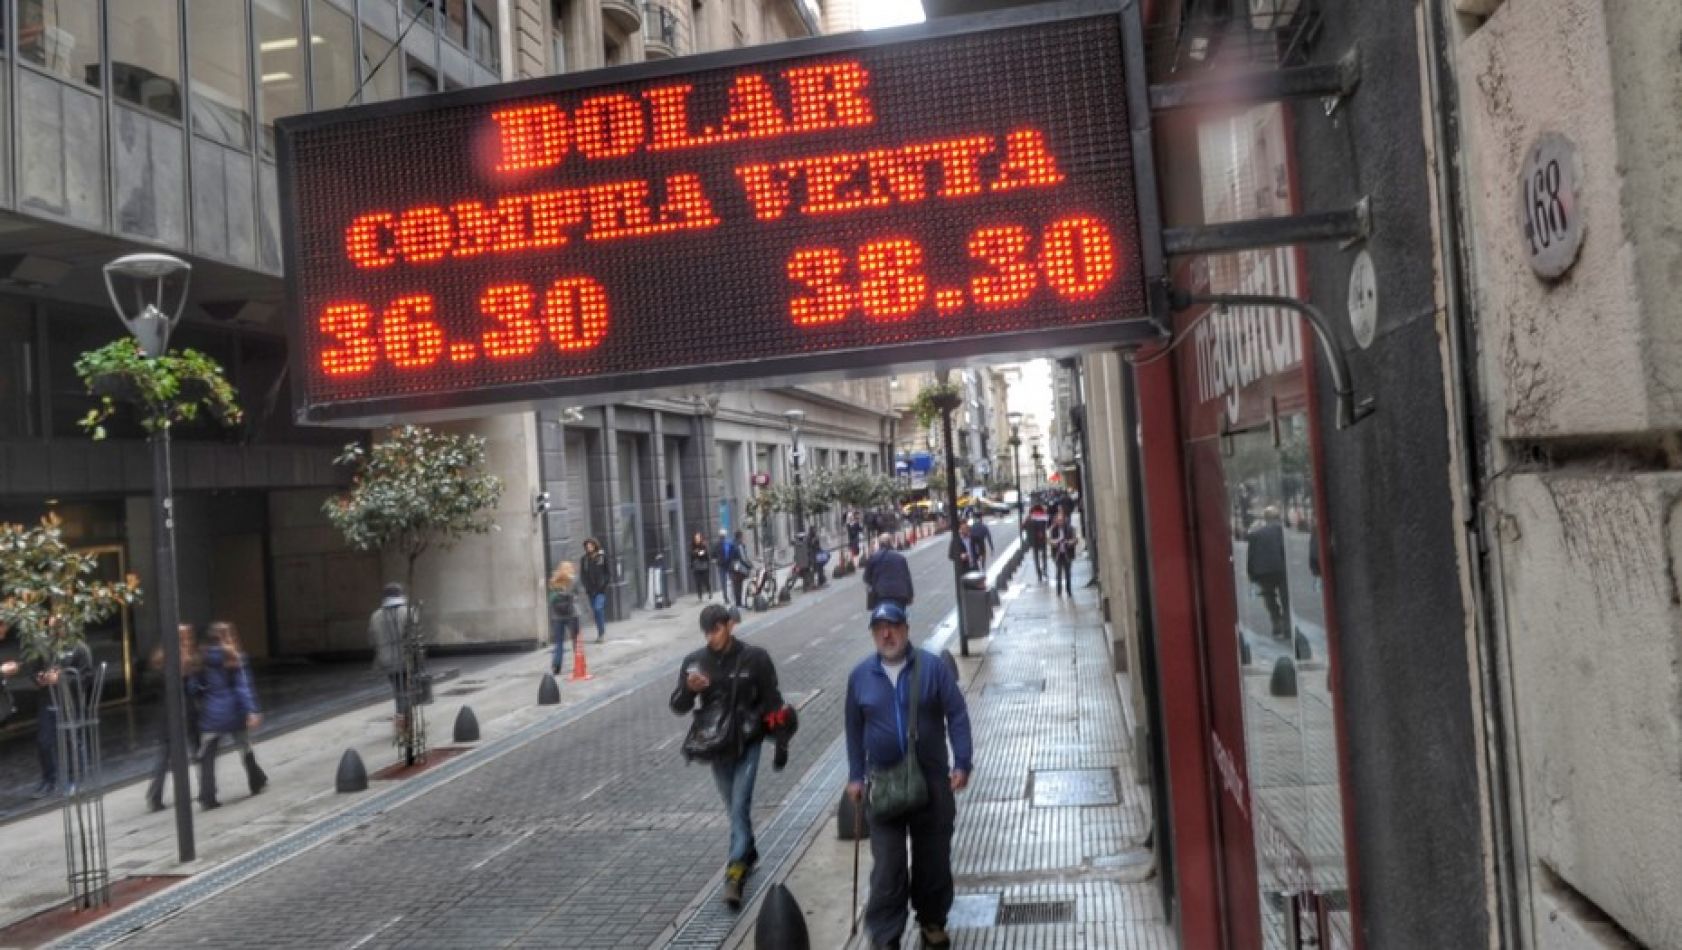 DOLAR
COMPRA VENTA
36.30 38.30
468